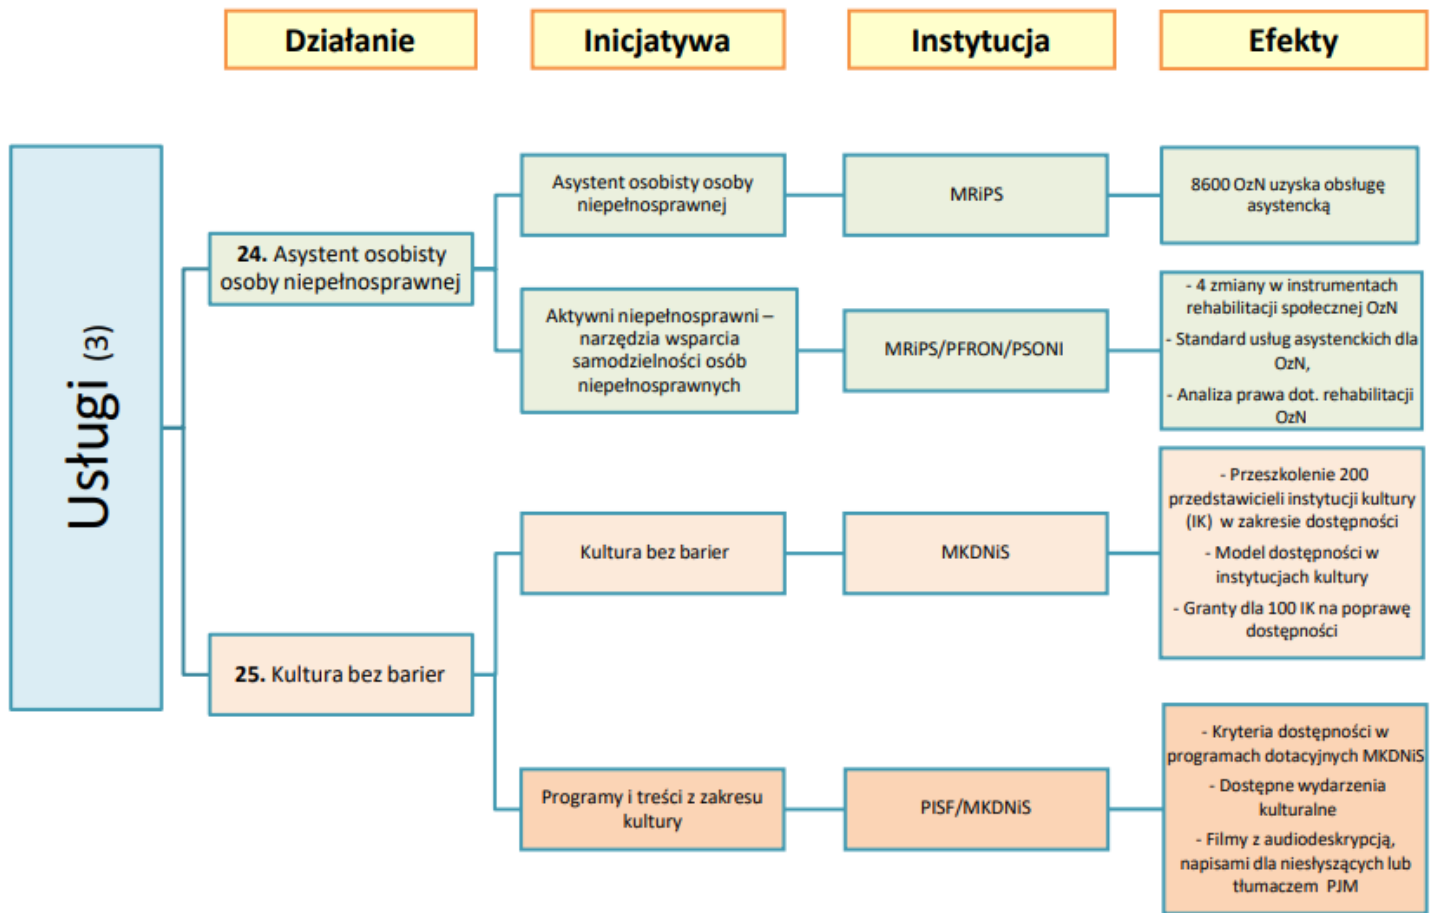 Działanie
Inicjatywa
Instytucja
Efekty
Usługi (3)
24. Asystent osobisty
osoby niepełnosprawnej
Asystent osobisty osoby
niepełnosprawnej
MRiPS
8600 OzN uzyska obsługę
asystencką
Aktywni niepełnosprawni –
narzędzia wsparcia
samodzielności osób
niepełnosprawnych
MRiPS/PFRON/PSONI
- 4 zmiany w instrumentach
rehabilitacji społecznej OzN
- Standard usług asystenckich dla
OzN,
- Analiza prawa dot. rehabilitacji
OzN
25. Kultura bez barier
Kultura bez barier
MKDNiS
- Przeszkolenie 200
przedstawicieli instytucji kultury
(IK) w zakresie dostępności
- Model dostępności w
instytucjach kultury
- Granty dla 100 IK na poprawę
dostępności
Programy i treści z zakresu
kultury
PISF/MKDNiS
- Kryteria dostępności w
programach dotacyjnych MKDNiS
- Dostępne wydarzenia
kulturalne
- Filmy z audiodeskrypcją,
napisami dla niesłyszących lub
tłumaczem PJM